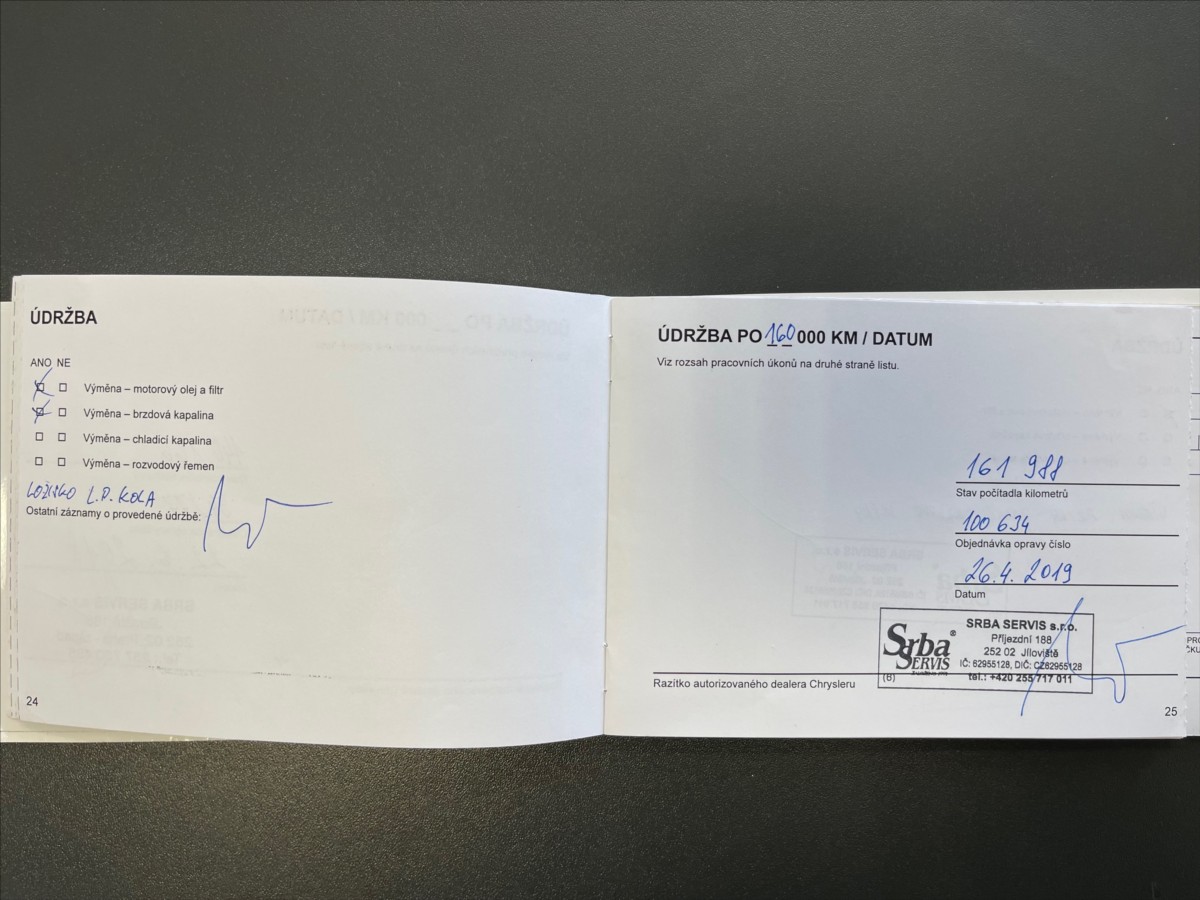 ÚDRŽBA
ANO NE
Výměna – motorový olej a filtr
Výměna – brzdová kapalina
Výměna – chladicí kapalina
Výměna – rozvodový řemen
LOŽISKO L.P. KOLA
Ostatní záznamy o provedené údržbě:
24
ÚDRŽBA PO 160 000 KM / DATUM
Viz rozsah pracovních úkonů na druhé straně listu.
161 988
Stav počítadla kilometrů
100 634
Objednávka opravy číslo
26.4. 2019
Datum
Srba SERVIS®
SRBA SERVIS s.r.o.
Příjezdní 188
252 02 Jíloviště
IČ: 62955128, DIČ: CZ62955128
tel.: +420 255 717 011
(6)
Razítko autorizovaného dealera Chrysleru
25